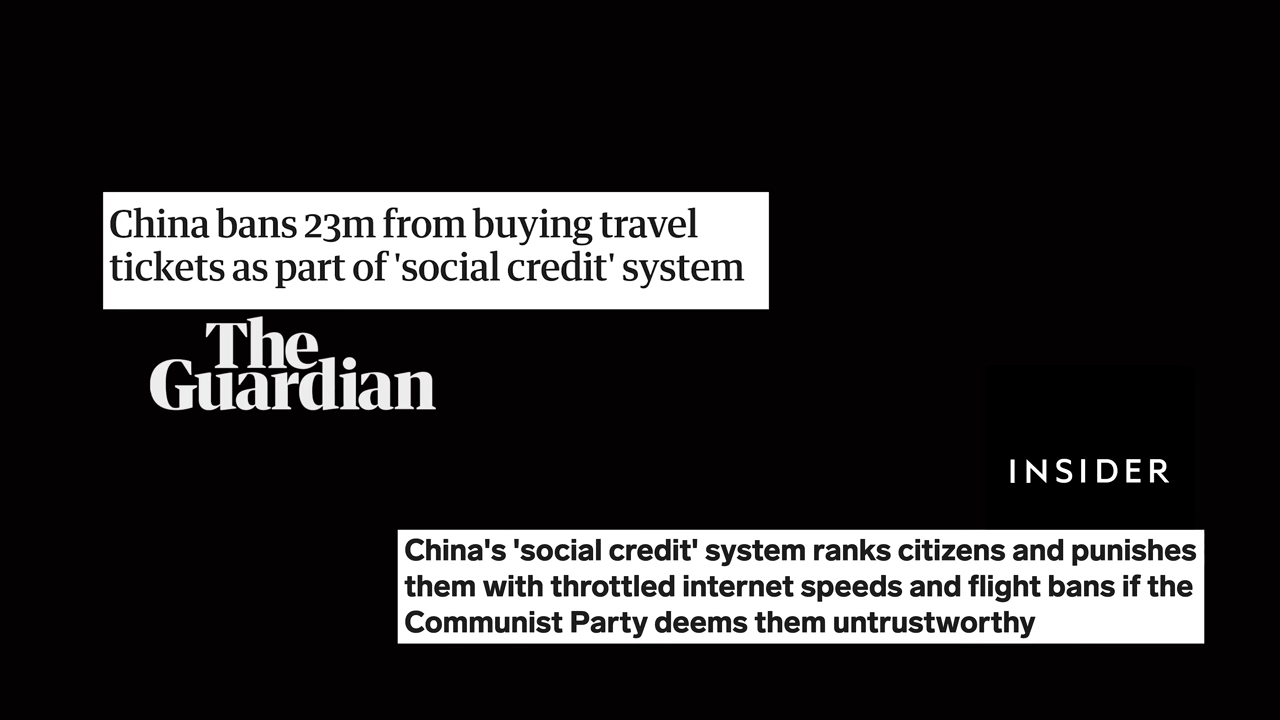 China bans 23m from buying travel
tickets as part of 'social credit' system
The
Guardian
INSIDER
China's 'social credit' system ranks citizens and punishes
them with throttled internet speeds and flight bans if the
Communist Party deems them untrustworthy